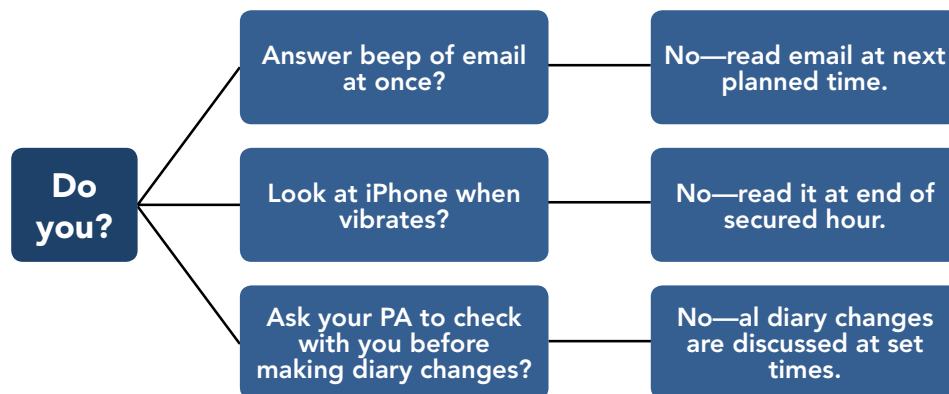 Do
you?
Answer beep of email
at once?
No—read email at next
planned time.
Look at iPhone when
vibrates?
No—read it at end of
secured hour.
Ask your PA to check
with you before
making diary changes?
No—al diary changes
are discussed at set
times.